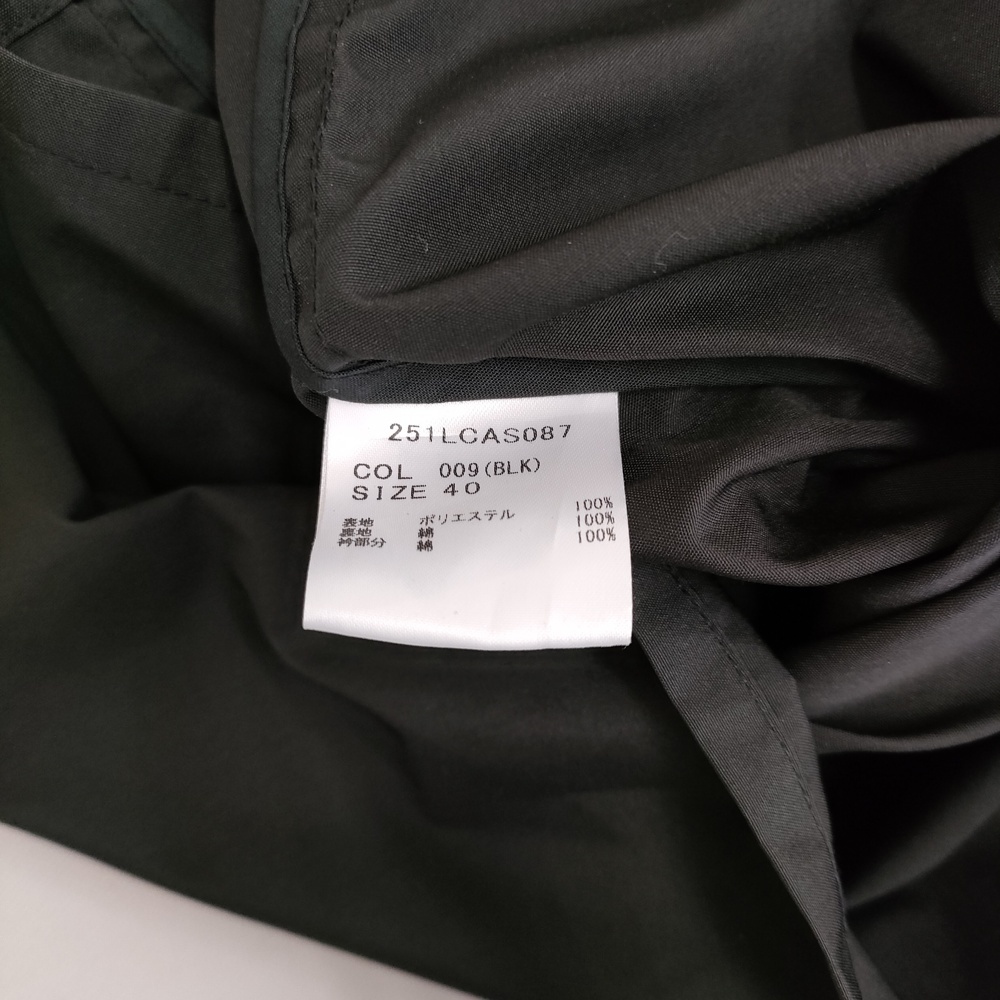 251LCAS087
COL 009(BLK)
SIZE 40
表地 ポリエステル 100%
裏地 綿 100%
衿部分 綿 100%